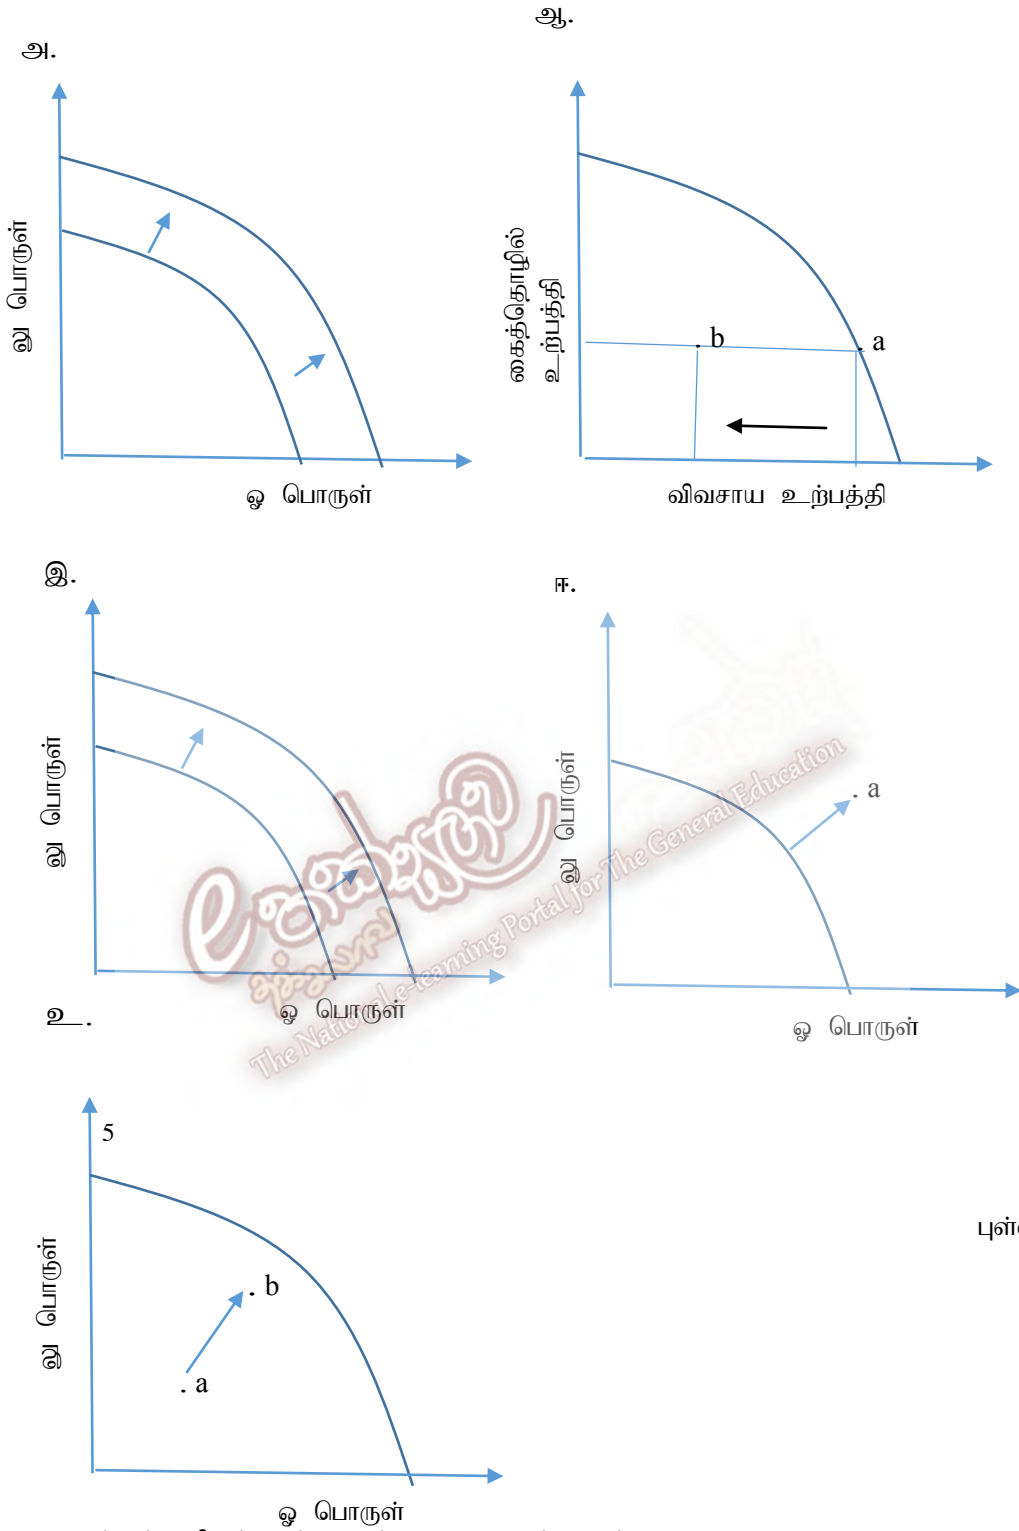 ஆ.
அ.
லு பொருள்
ஓ பொருள்
கைத்தொழில்
உற்பத்தி
. b
. a
விவசாய உற்பத்தி
இ.
ஈ.
லு பொருள்
ஓ பொருள்
லு பொருள்
. a
ஓ பொருள்
The National e-learning Portal for The General Education
உ.
5
லு பொருள்
. b
. a
ஓ பொருள்